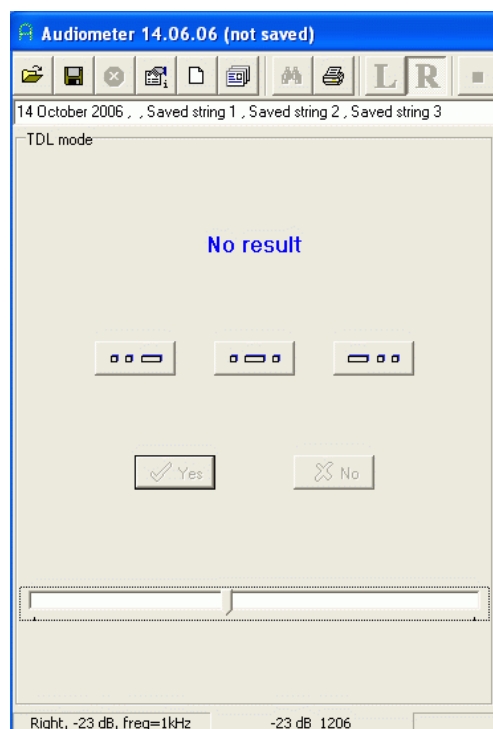 Audiometer 14.06.06 (not saved)
L R
14 October 2006 , , Saved string 1 , Saved string 2 , Saved string 3
TDL mode
No result
Yes No
Right, -23 dB, freq=1kHz -23 dB 1206